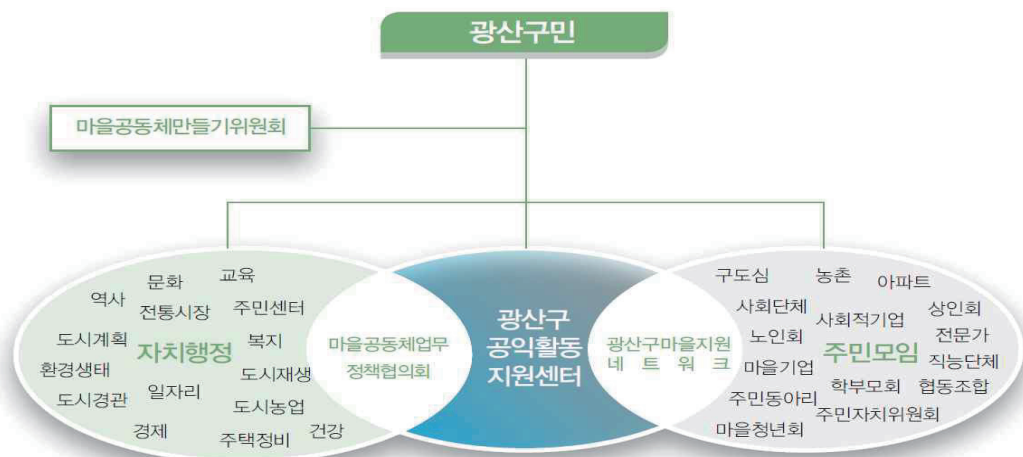 광산구민
마을공동체만들기위원회
문화 교육
역사 전통시장 주민센터
도시계획 자치행정 복지
환경생태 도시재생
도시경관 일자리 도시농업
경제 주택정비 건강
마을공동체업무
정책협의회
광산구
공익활동
지원센터
광산구마을지원
네트워크
구도심 농촌 아파트
사회단체 사회적기업 상인회
노인회 주민모임 전문가
마을기업 직능단체
주민동아리 학부모회 협동조합
마을청년회 주민자치위원회